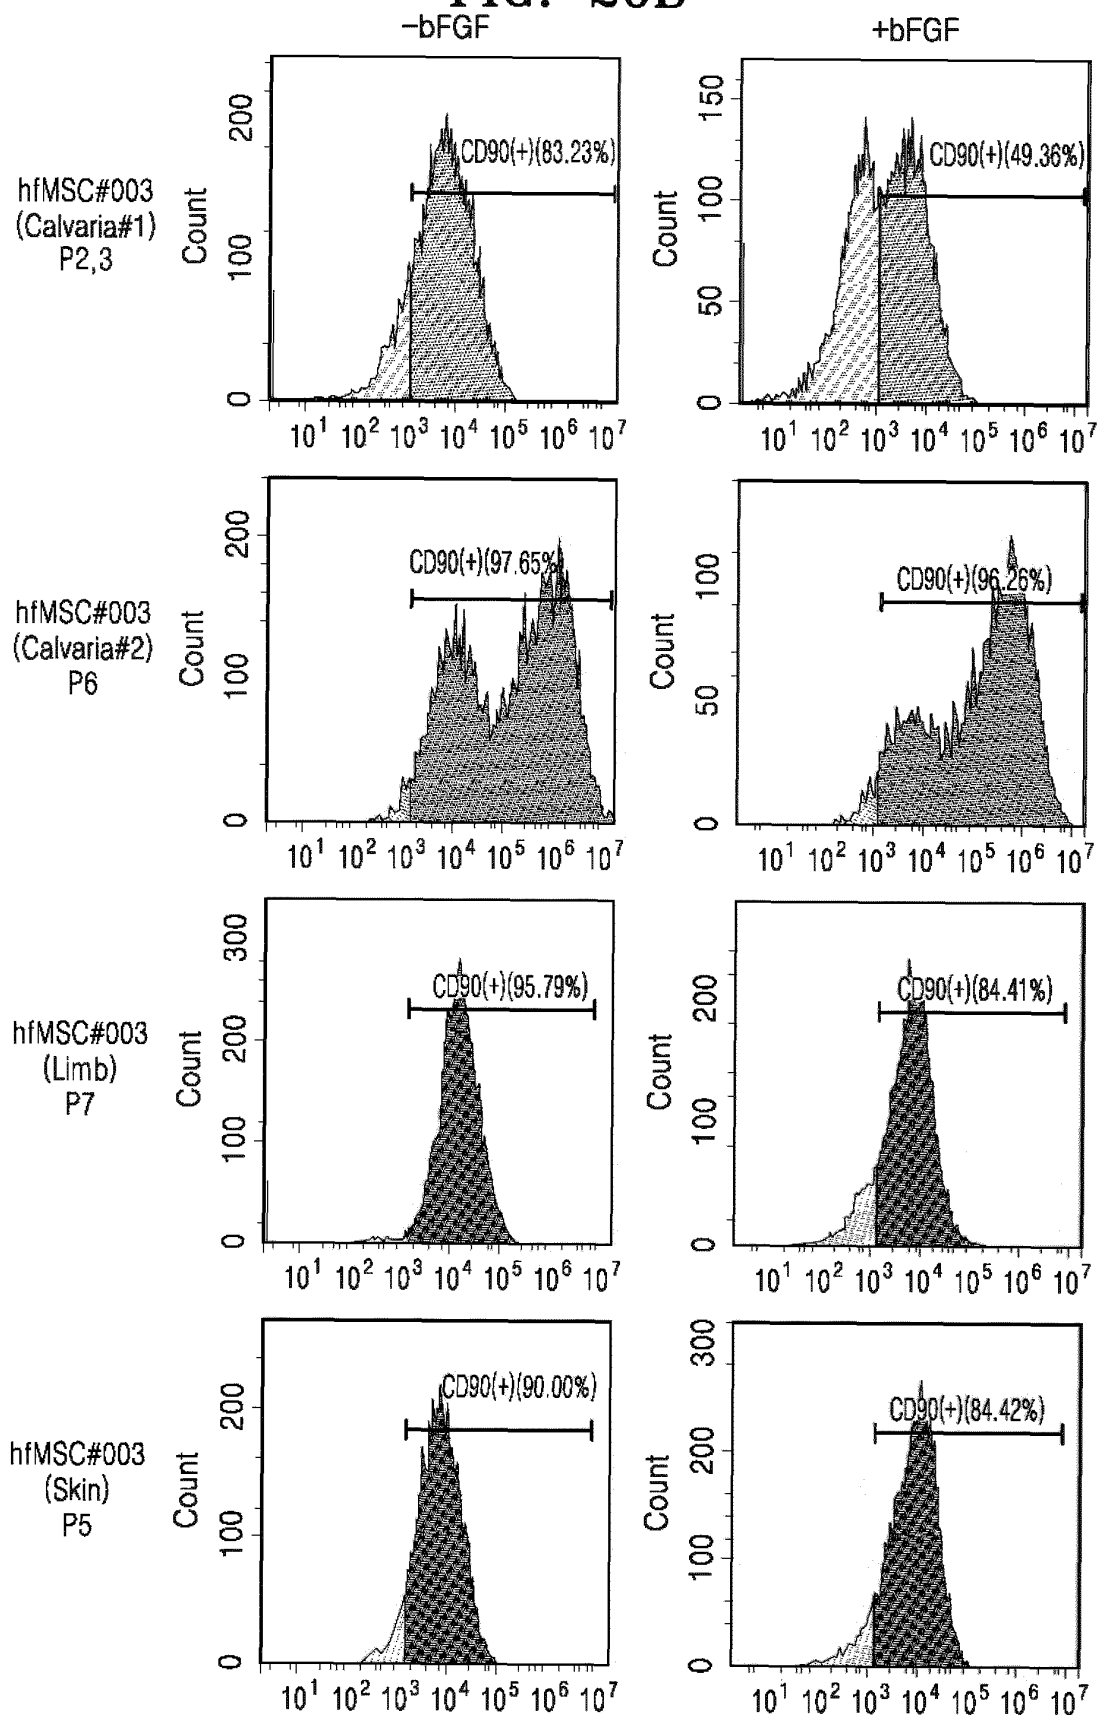 FIG. 20B
-bFGF
+bFGF
hfMSC#003
(Calvaria#1)
P2,3
Count
200
100
0
CD90(+)(83.23%)
10¹ 10² 10³ 10⁴ 10⁵ 10⁶ 10⁷
Count
150
100
50
0
CD90(+)(49.36%)
10¹ 10² 10³ 10⁴ 10⁵ 10⁶ 10⁷
hfMSC#003
(Calvaria#2)
P6
Count
200
100
0
CD90(+)(97.65%
10¹ 10² 10³ 10⁴ 10⁵ 10⁶ 10⁷
Count
100
50
0
CD90(+)(96.26%)
10¹ 10² 10³ 10⁴ 10⁵ 10⁶ 10⁷
hfMSC#003
(Limb)
P7
Count
300
200
100
0
CD90(+)(95.79%)
10¹ 10² 10³ 10⁴ 10⁵ 10⁶ 10⁷
Count
200
100
0
CD90(+)(84.41%)
10¹ 10² 10³ 10⁴ 10⁵ 10⁶ 10⁷
hfMSC#003
(Skin)
P5
Count
200
100
0
CD90(+)(90.00%)
10¹ 10² 10³ 10⁴ 10⁵ 10⁶ 10⁷
Count
300
200
100
0
CD90(+)(84.42%)
10¹ 10² 10³ 10⁴ 10⁵ 10⁶ 10⁷